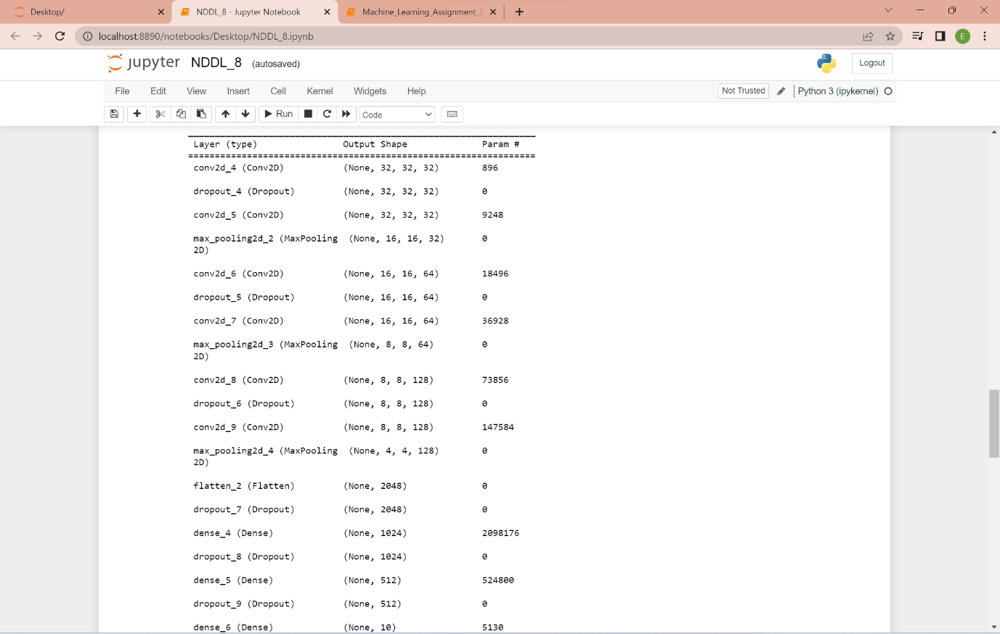 Desktop/
NDDL_8 - Jupyter Notebook
Machine_Learning_Assignment_3
localhost:8890/notebooks/Desktop/NDDL_8.ipynb
E
jupyter NDDL_8 (autosaved)
Logout
File Edit View Insert Cell Kernel Widgets Help
Not Trusted
Python 3 (ipykernel)
Run
Code
Layer (type) Output Shape Param #
=================================================================
conv2d_4 (Conv2D) (None, 32, 32, 32) 896
dropout_4 (Dropout) (None, 32, 32, 32) 0
conv2d_5 (Conv2D) (None, 32, 32, 32) 9248
max_pooling2d_2 (MaxPooling (None, 16, 16, 32) 0
2D)
conv2d_6 (Conv2D) (None, 16, 16, 64) 18496
dropout_5 (Dropout) (None, 16, 16, 64) 0
conv2d_7 (Conv2D) (None, 16, 16, 64) 36928
max_pooling2d_3 (MaxPooling (None, 8, 8, 64) 0
2D)
conv2d_8 (Conv2D) (None, 8, 8, 128) 73856
dropout_6 (Dropout) (None, 8, 8, 128) 0
conv2d_9 (Conv2D) (None, 8, 8, 128) 147584
max_pooling2d_4 (MaxPooling (None, 4, 4, 128) 0
2D)
flatten_2 (Flatten) (None, 2048) 0
dropout_7 (Dropout) (None, 2048) 0
dense_4 (Dense) (None, 1024) 2098176
dropout_8 (Dropout) (None, 1024) 0
dense_5 (Dense) (None, 512) 524800
dropout_9 (Dropout) (None, 512) 0
dense_6 (Dense) (None, 10) 5130